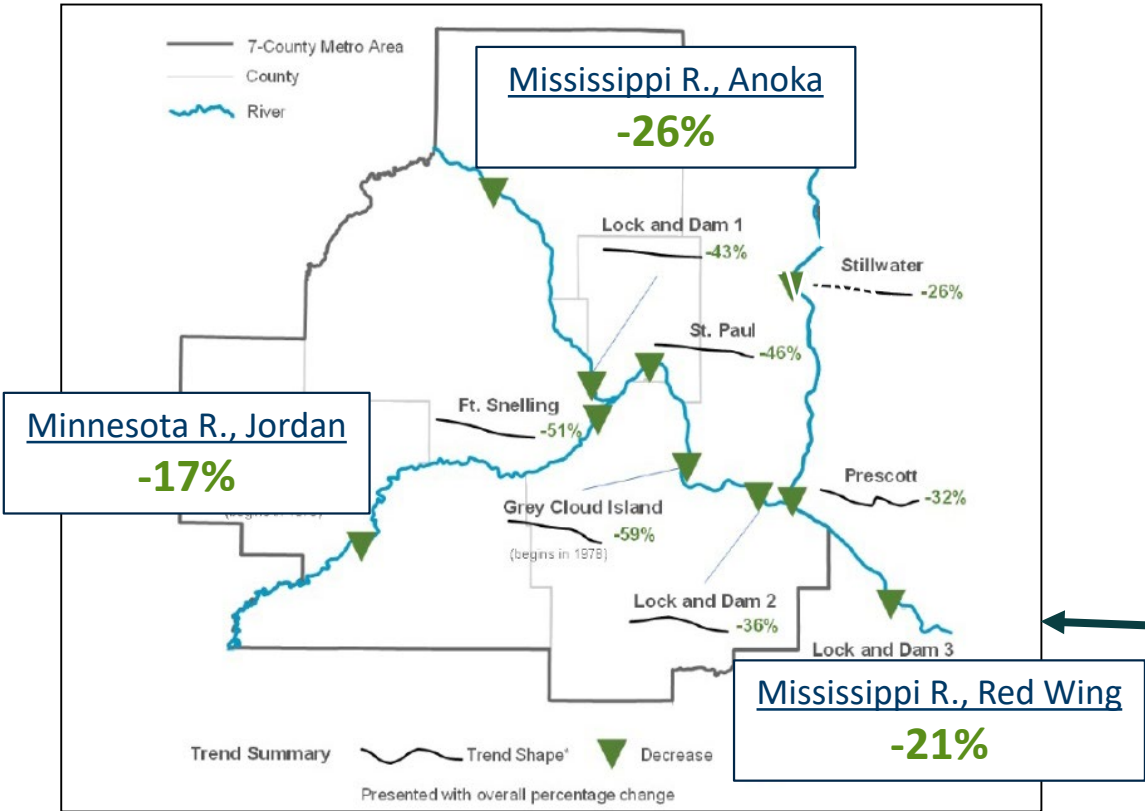 7-County Metro Area
County
River
Mississippi R., Anoka
-26%
Lock and Dam 1
-43%
Stillwater
-26%
St. Paul
-46%
Ft. Snelling
-51%
Minnesota R., Jordan
-17%
Prescott
-32%
Grey Cloud Island
-59%
(begins in 1978)
Lock and Dam 2
-36%
Lock and Dam 3
Mississippi R., Red Wing
-21%
Trend Summary
Trend Shape*
Decrease
Presented with overall percentage change